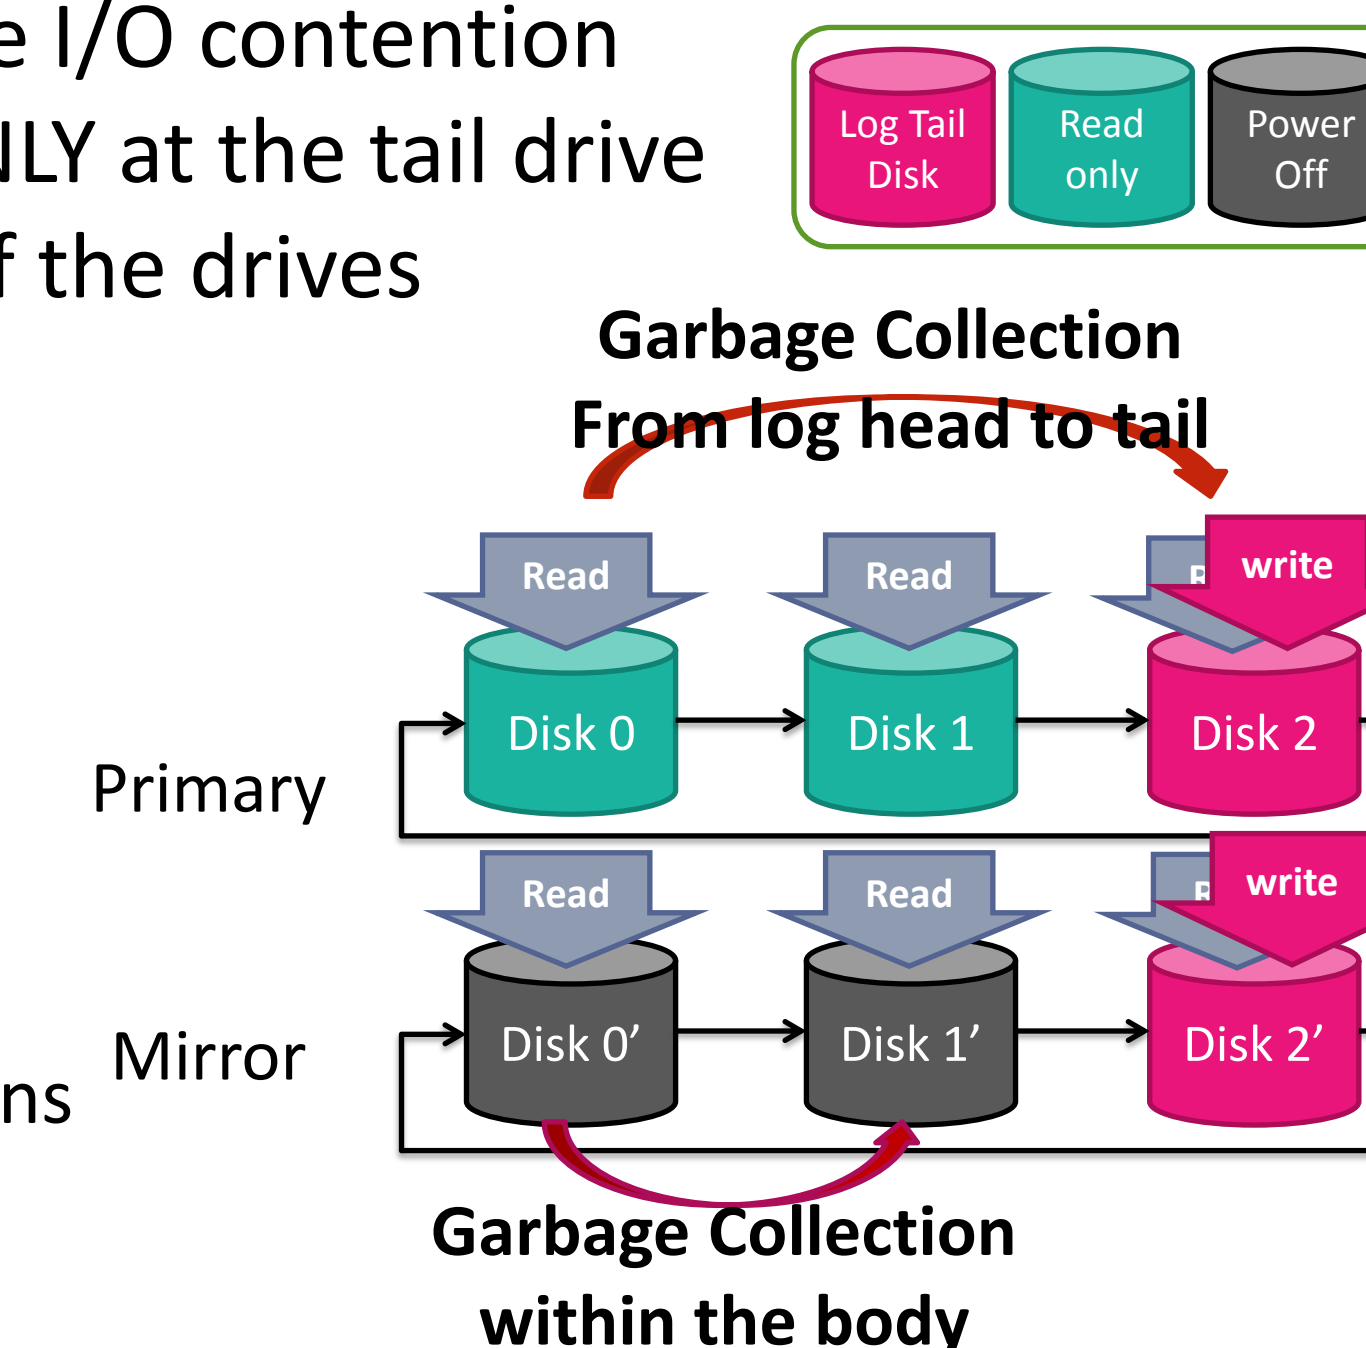 e I/O contention
NLY at the tail drive
f the drives
Log Tail
Disk
Read
only
Power
Off
Garbage Collection
From log head to tail
Read
Read
write
Disk 0
Disk 1
Disk 2
Primary
Read
Read
write
Disk 0’
Disk 1’
Disk 2’
Mirror
ns
Garbage Collection
within the body